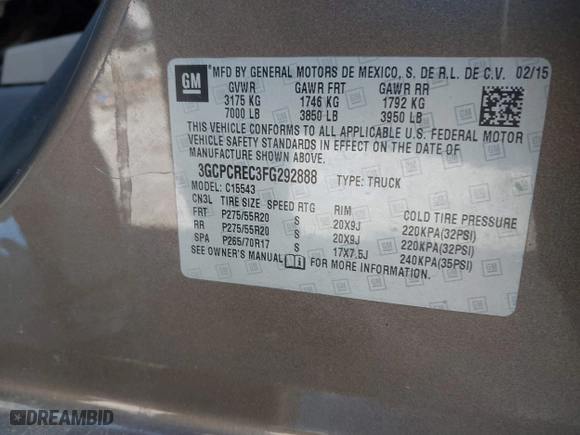 GM
MFD BY GENERAL MOTORS DE MEXICO, S. DE R.L. DE C.V. 02/15
GVWR GAWR FRT GAWR RR
3175 KG 1746 KG 1792 KG
7000 LB 3850 LB 3950 LB
THIS VEHICLE CONFORMS TO ALL APPLICABLE U.S. FEDERAL MOTOR
VEHICLE SAFETY STANDARDS IN EFFECT ON THE DATE OF
MANUFACTURE SHOWN ABOVE.
3GCPCREC3FG292888 TYPE: TRUCK
MODEL: C15543
CN3L TIRE SIZE SPEED RTG RIM COLD TIRE PRESSURE
FRT P275/55R20 S 20X9J 220KPA(32PSI)
RR P275/55R20 S 20X9J 220KPA(32PSI)
SPA P265/70R17 S 17X7.5J 240KPA(35PSI)
SEE OWNER'S MANUAL FOR MORE INFORMATION.
DREAMBID